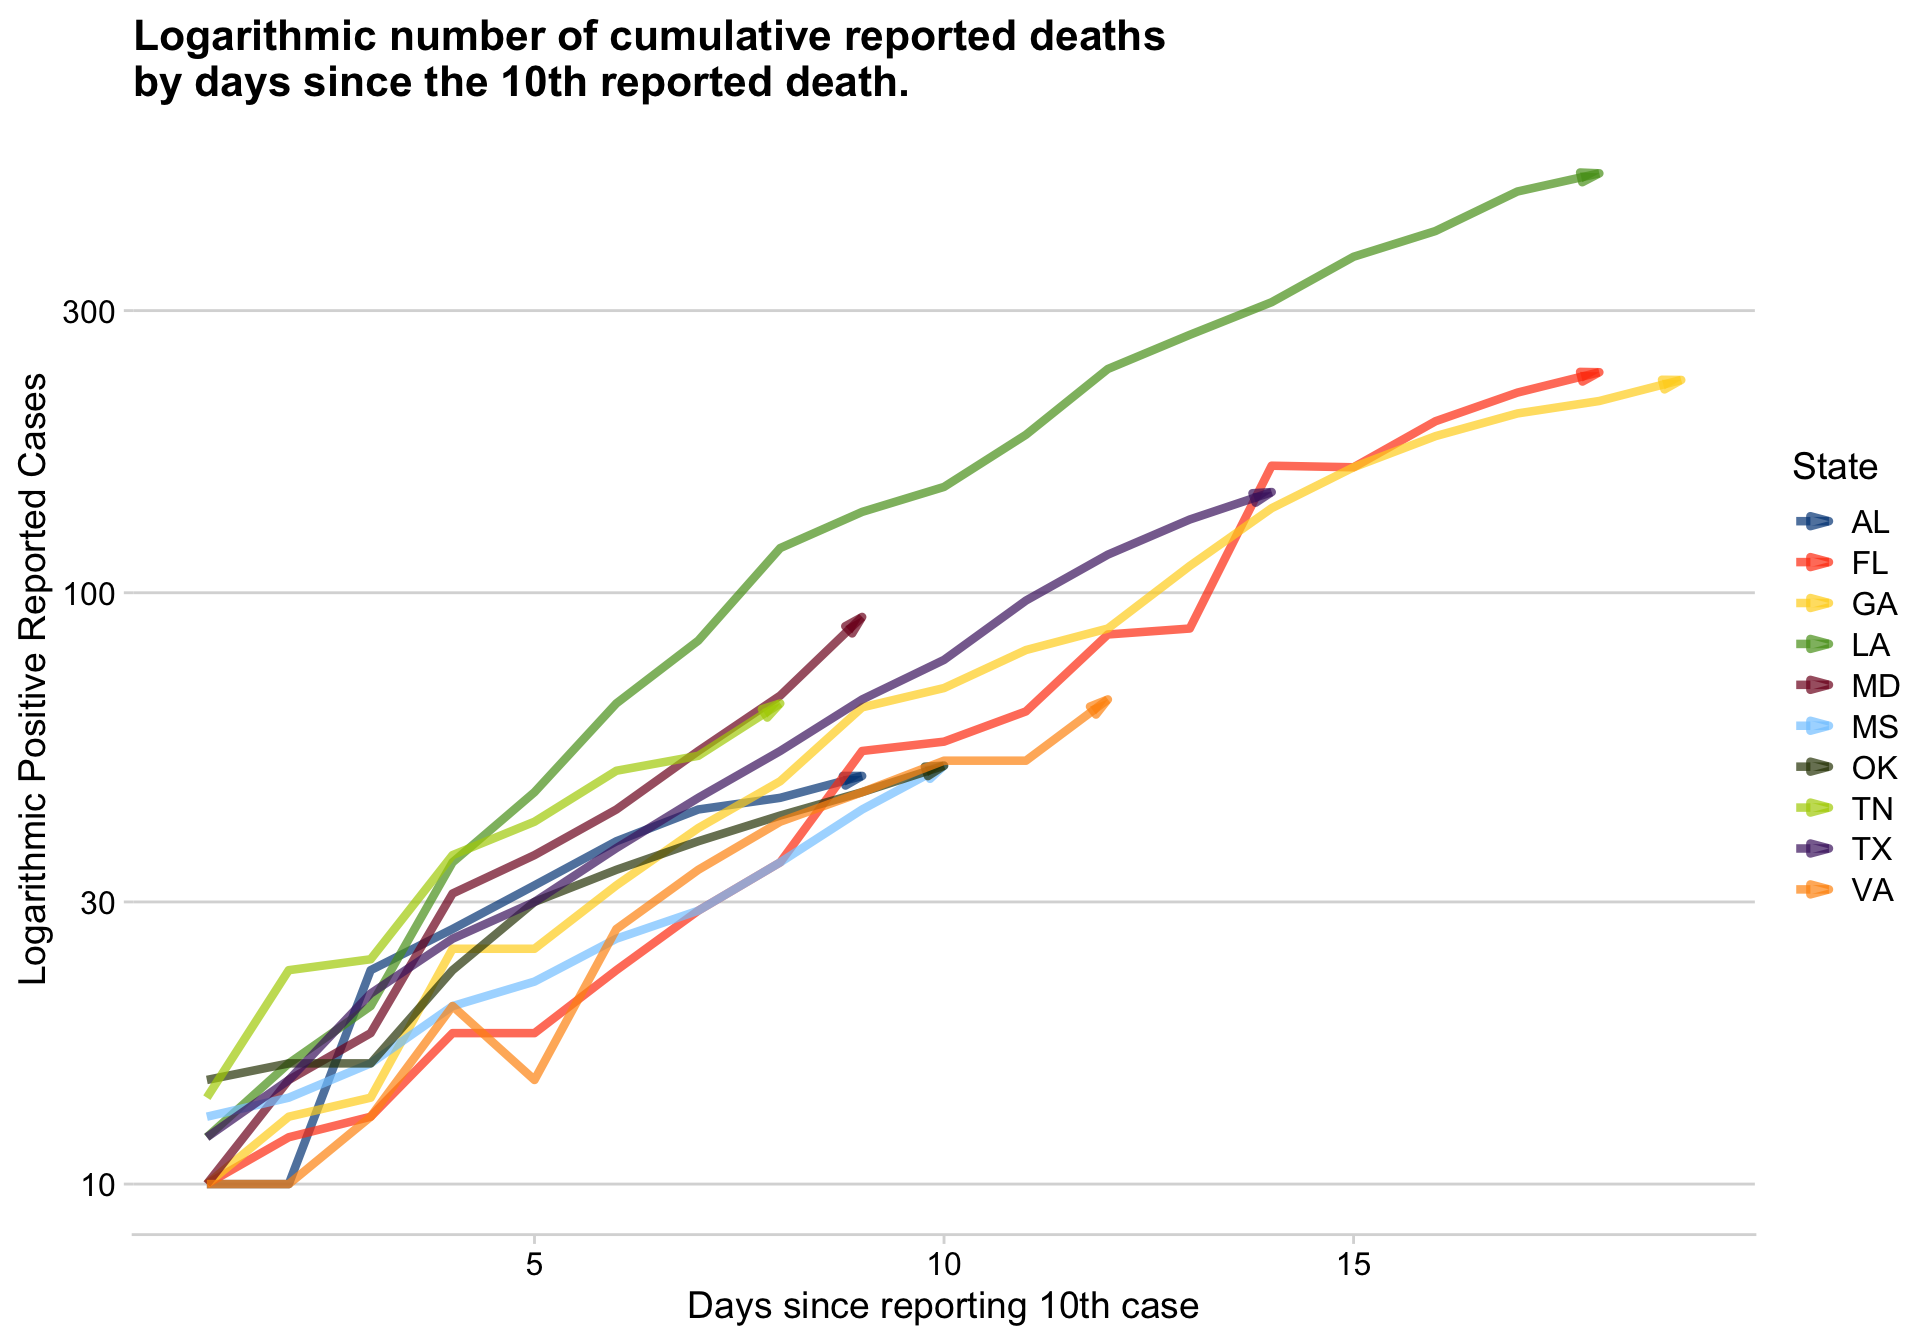 Logarithmic number of cumulative reported deaths
by days since the 10th reported death.
Logarithmic Positive Reported Cases
300
100
30
10
5
10
15
Days since reporting 10th case
State
AL
FL
GA
LA
MD
MS
OK
TN
TX
VA